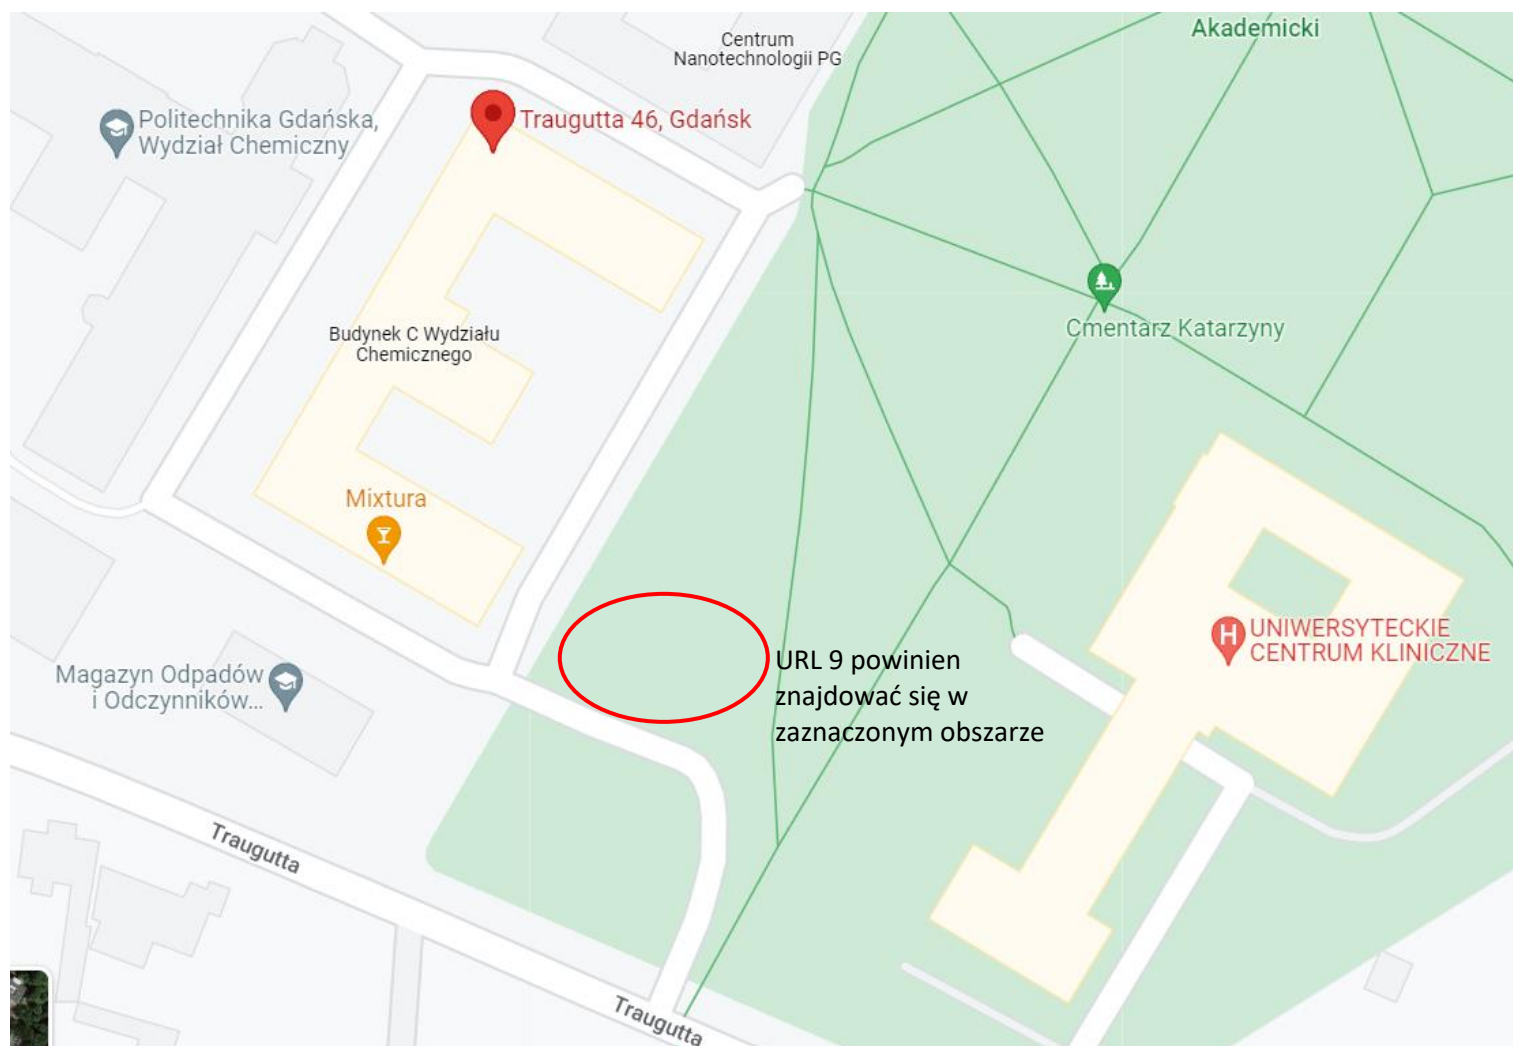 Akademicki
Centrum
Nanotechnologii PG
Politechnika Gdańska,
Wydział Chemiczny
Traugutta 46, Gdańsk
Cmentarz Katarzyny
Budynek C Wydziału
Chemicznego
Mixtura
H
UNIWERSYTECKIE
CENTRUM KLINICZNE
URL 9 powinien
znajdować się w
zaznaczonym obszarze
Magazyn Odpadów
i Odczynników...
Traugutta
Traugutta